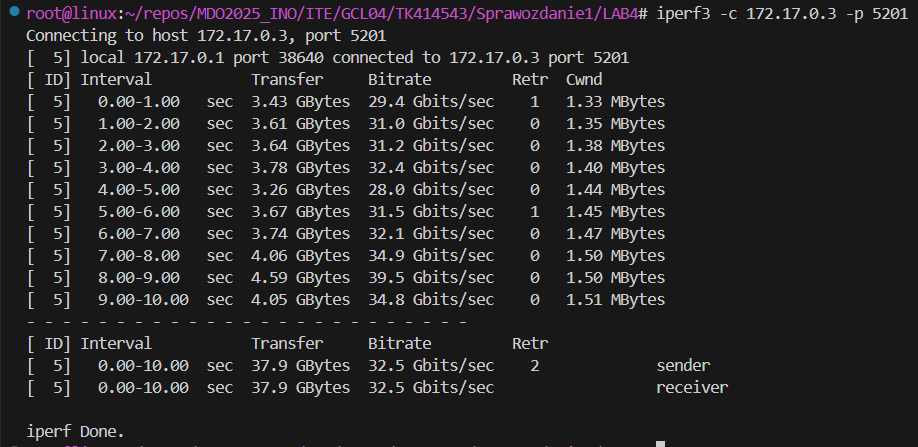 root@linux:~/repos/MDO2025_INO/ITE/GCL04/TK414543/Sprawozdanie1/LAB4# iperf3 -c 172.17.0.3 -p 5201
Connecting to host 172.17.0.3, port 5201
[  5] local 172.17.0.1 port 38640 connected to 172.17.0.3 port 5201
[ ID] Interval           Transfer     Bitrate         Retr  Cwnd
[  5]   0.00-1.00   sec  3.43 GBytes  29.4 Gbits/sec    1   1.33 MBytes
[  5]   1.00-2.00   sec  3.61 GBytes  31.0 Gbits/sec    0   1.35 MBytes
[  5]   2.00-3.00   sec  3.64 GBytes  31.2 Gbits/sec    0   1.38 MBytes
[  5]   3.00-4.00   sec  3.78 GBytes  32.4 Gbits/sec    0   1.40 MBytes
[  5]   4.00-5.00   sec  3.26 GBytes  28.0 Gbits/sec    0   1.44 MBytes
[  5]   5.00-6.00   sec  3.67 GBytes  31.5 Gbits/sec    1   1.45 MBytes
[  5]   6.00-7.00   sec  3.74 GBytes  32.1 Gbits/sec    0   1.47 MBytes
[  5]   7.00-8.00   sec  4.06 GBytes  34.9 Gbits/sec    0   1.50 MBytes
[  5]   8.00-9.00   sec  4.59 GBytes  39.5 Gbits/sec    0   1.50 MBytes
[  5]   9.00-10.00  sec  4.05 GBytes  34.8 Gbits/sec    0   1.51 MBytes
- - - - - - - - - - - - - - - - - - - - - - - - -
[ ID] Interval           Transfer     Bitrate         Retr
[  5]   0.00-10.00  sec  37.9 GBytes  32.5 Gbits/sec    2             sender
[  5]   0.00-10.00  sec  37.9 GBytes  32.5 Gbits/sec                  receiver
iperf Done.